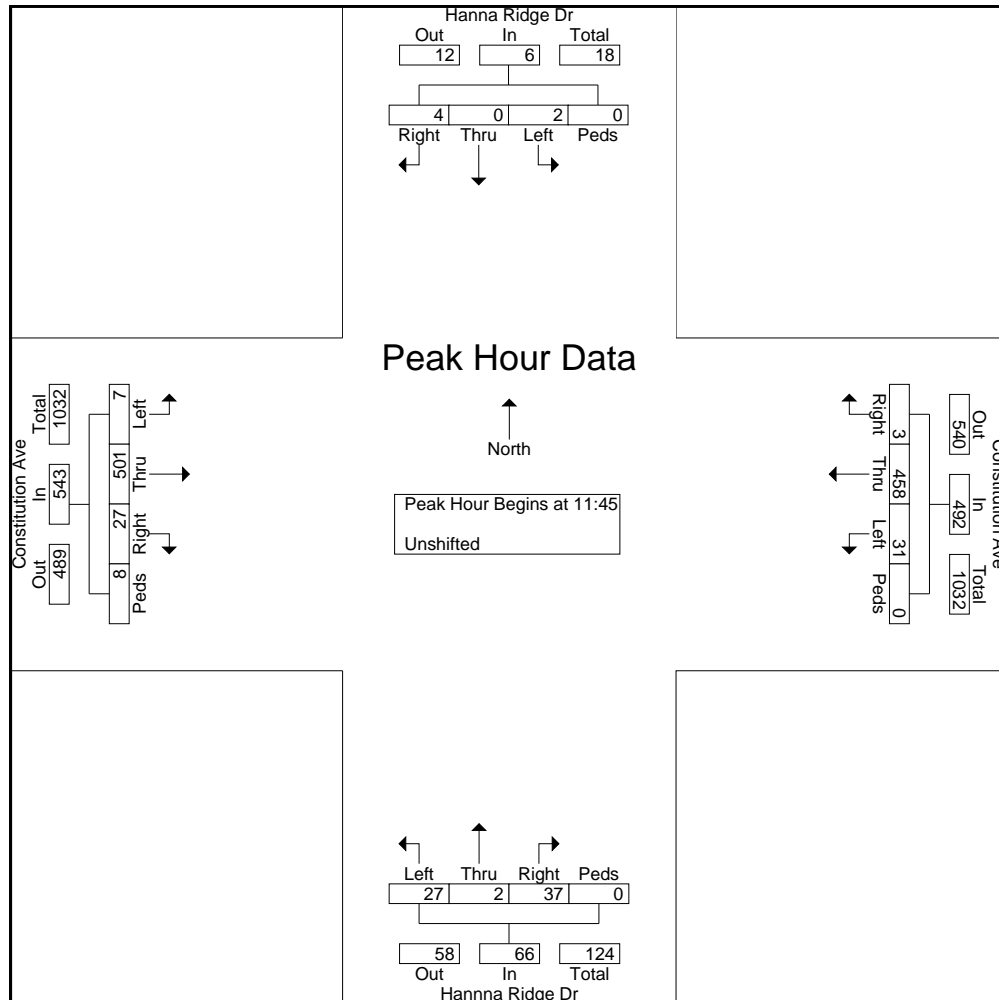 Hanna Ridge Dr
Out In Total
12 6 18
4 0 2 0
Right Thru Left Peds
Peak Hour Data
North
Peak Hour Begins at 11:45
Unshifted
Constitution Ave
Out In Total
489 543 1032
7 501 27 8
Left Thru Right Peds
Constitution Ave
Out In Total
540 492 1032
3 458 31 0
Right Thru Left Peds
Left Thru Right Peds
27 2 37 0
58 66 124
Out In Total
Hannna Ridge Dr